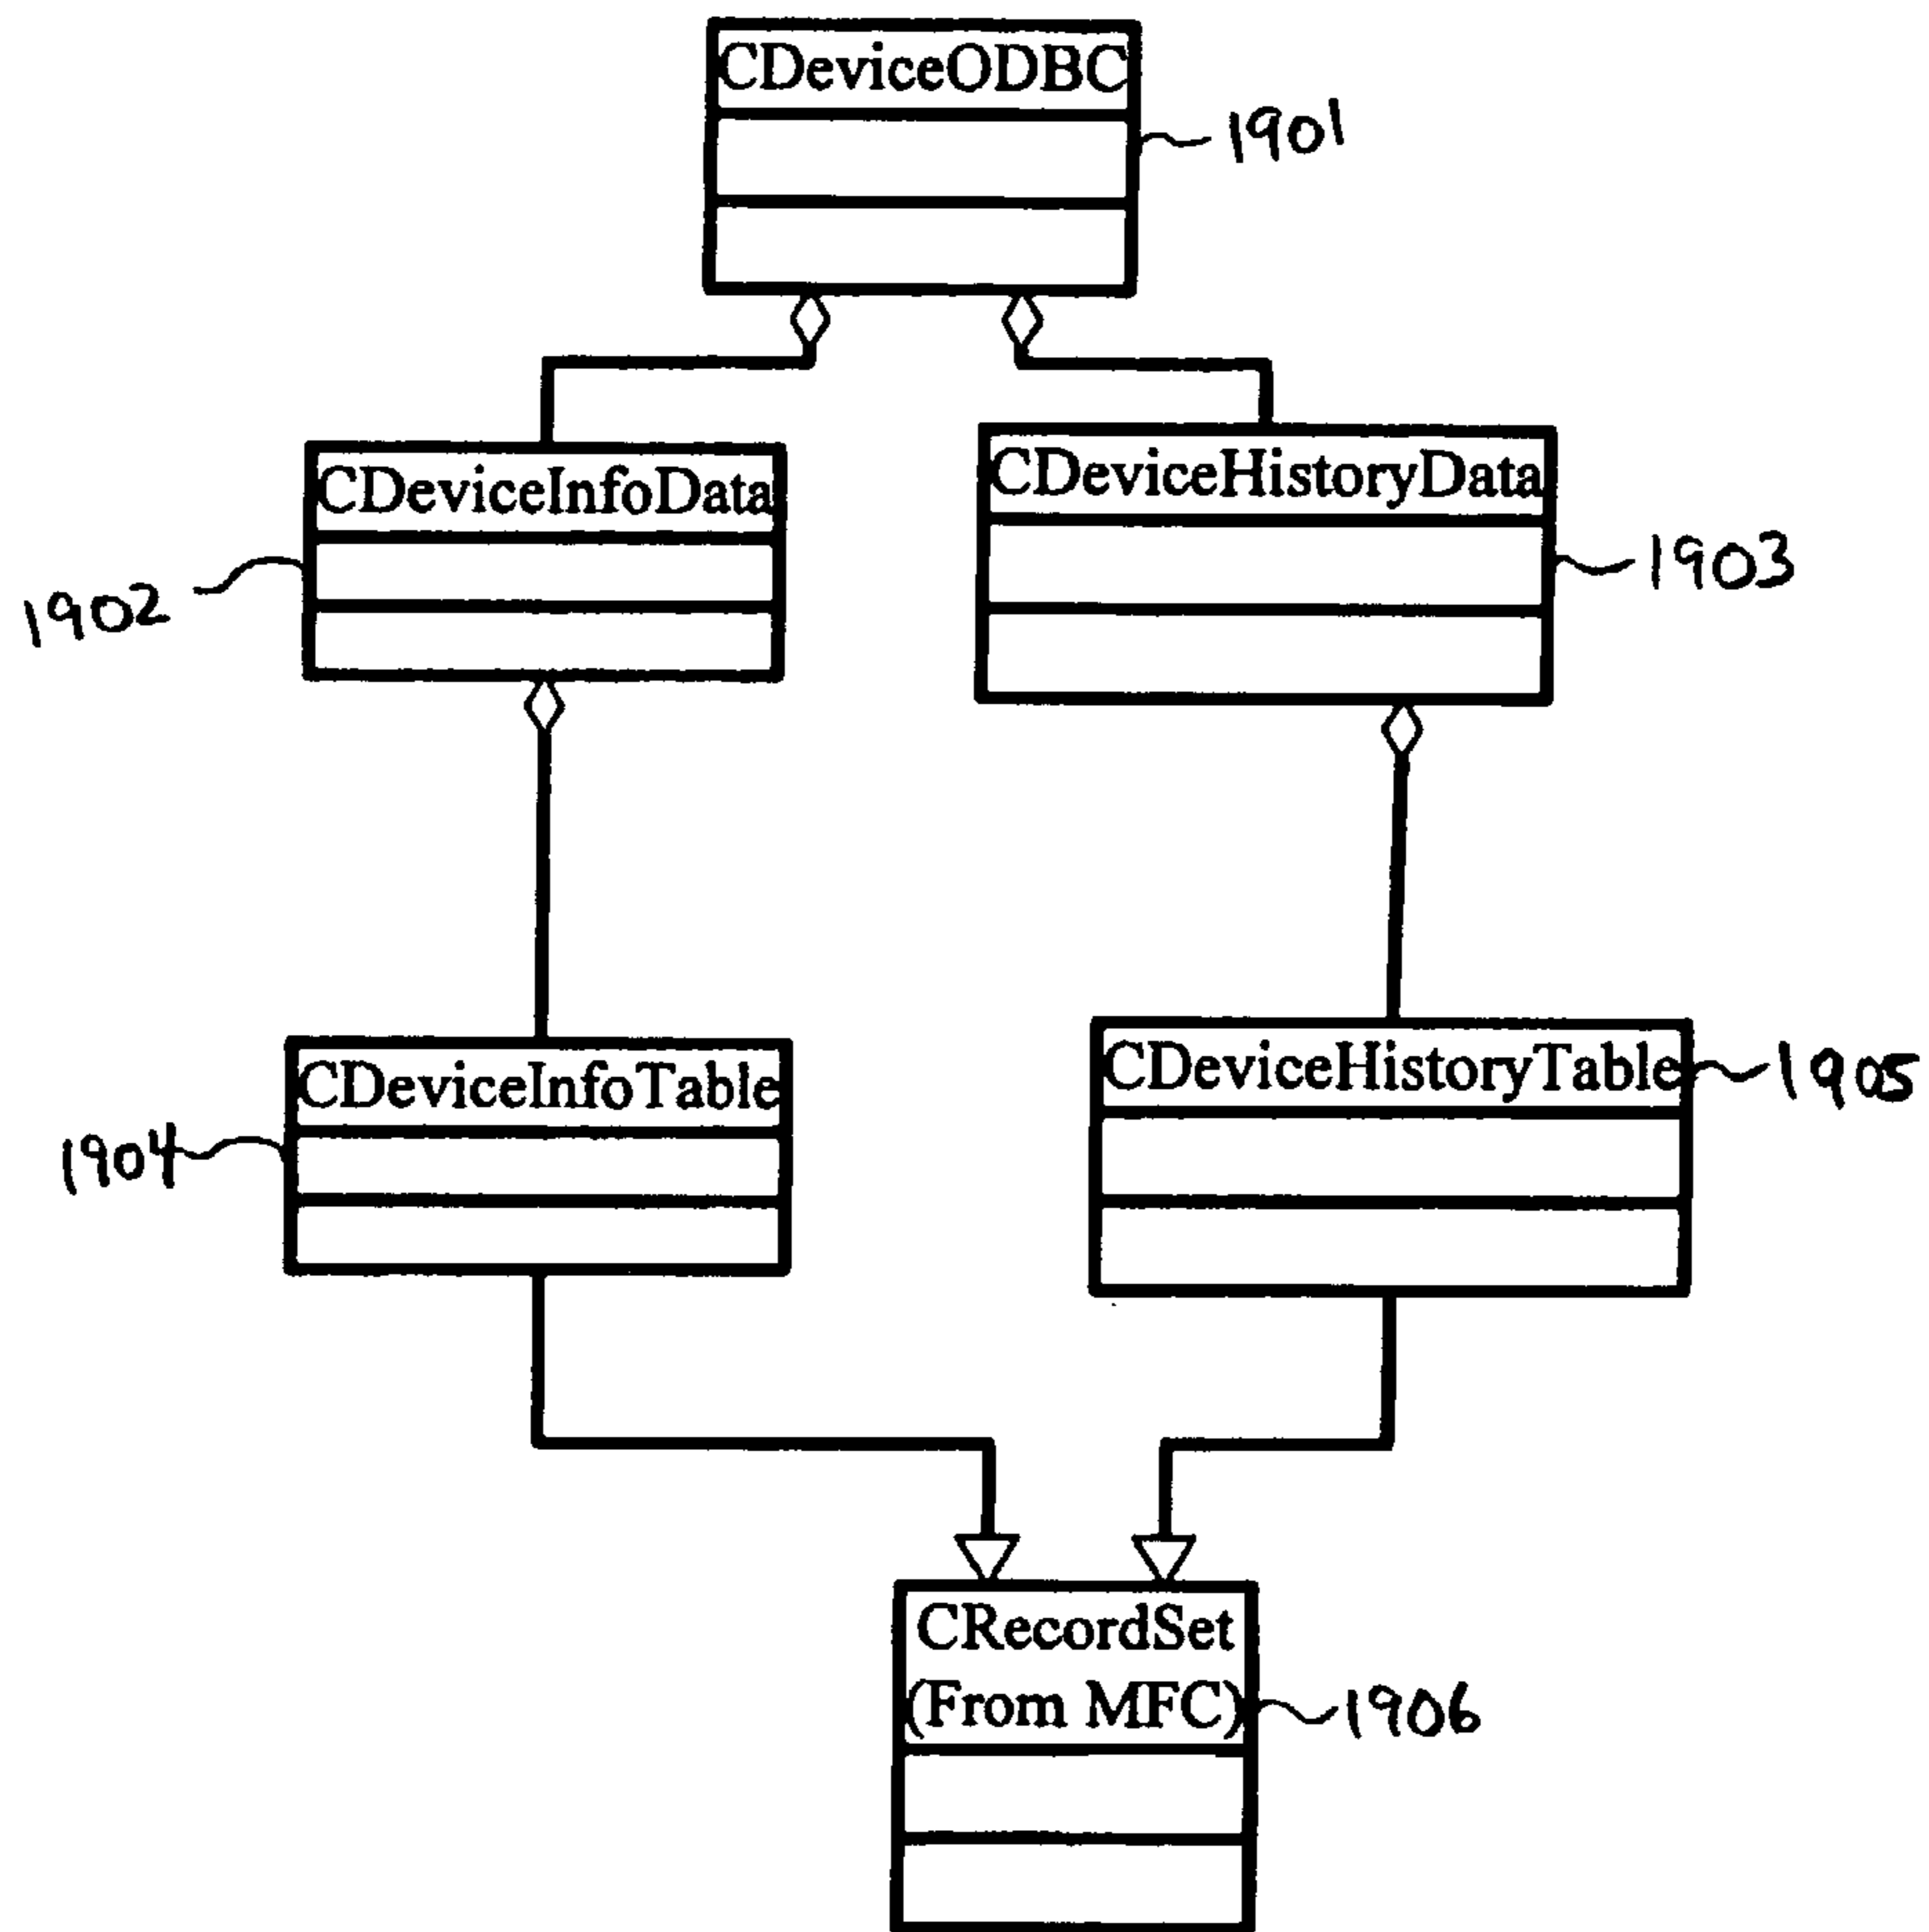 CDeviceODBC
1901
CDeviceInfoData
CDeviceHistoryData
1902
1903
CDeviceInfoTable
CDeviceHistoryTable
1904
1905
CRecordSet
(From MFC)
1906